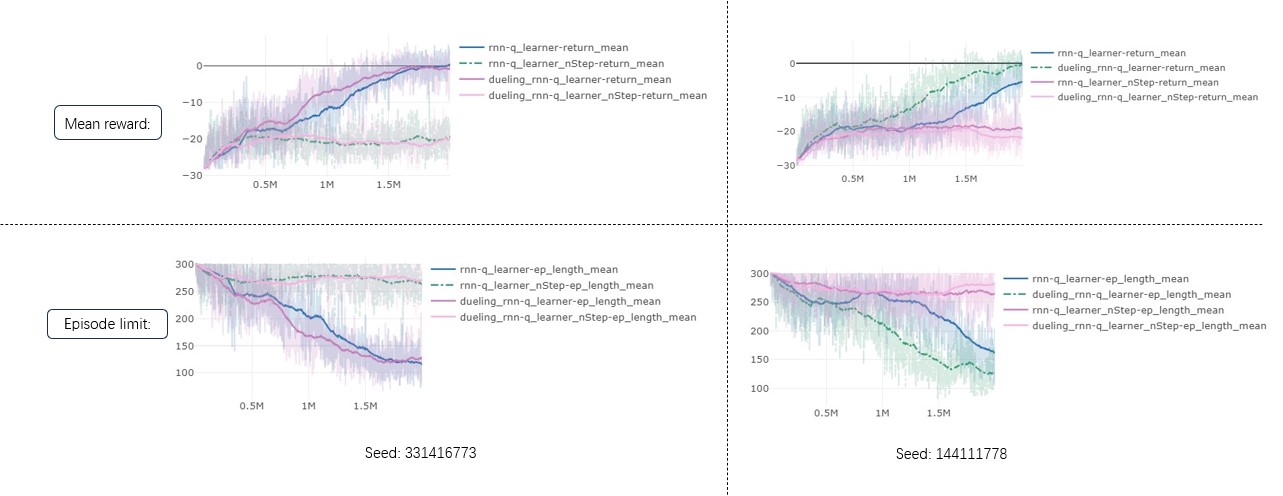 Mean reward:
0
−10
−20
−30
0.5M 1M 1.5M
rnn-q_learner-return_mean
rnn-q_learner_nStep-return_mean
dueling_rnn-q_learner-return_mean
dueling_rnn-q_learner_nStep-return_mean
0
−10
−20
−30
0.5M 1M 1.5M
rnn-q_learner-return_mean
dueling_rnn-q_learner-return_mean
rnn-q_learner_nStep-return_mean
dueling_rnn-q_learner_nStep-return_mean
Episode limit:
300
250
200
150
100
0.5M 1M 1.5M
rnn-q_learner-ep_length_mean
rnn-q_learner_nStep-ep_length_mean
dueling_rnn-q_learner-ep_length_mean
dueling_rnn-q_learner_nStep-ep_length_mean
300
250
200
150
100
0.5M 1M 1.5M
rnn-q_learner-ep_length_mean
dueling_rnn-q_learner-ep_length_mean
rnn-q_learner_nStep-ep_length_mean
dueling_rnn-q_learner_nStep-ep_length_mean
Seed: 331416773
Seed: 144111778